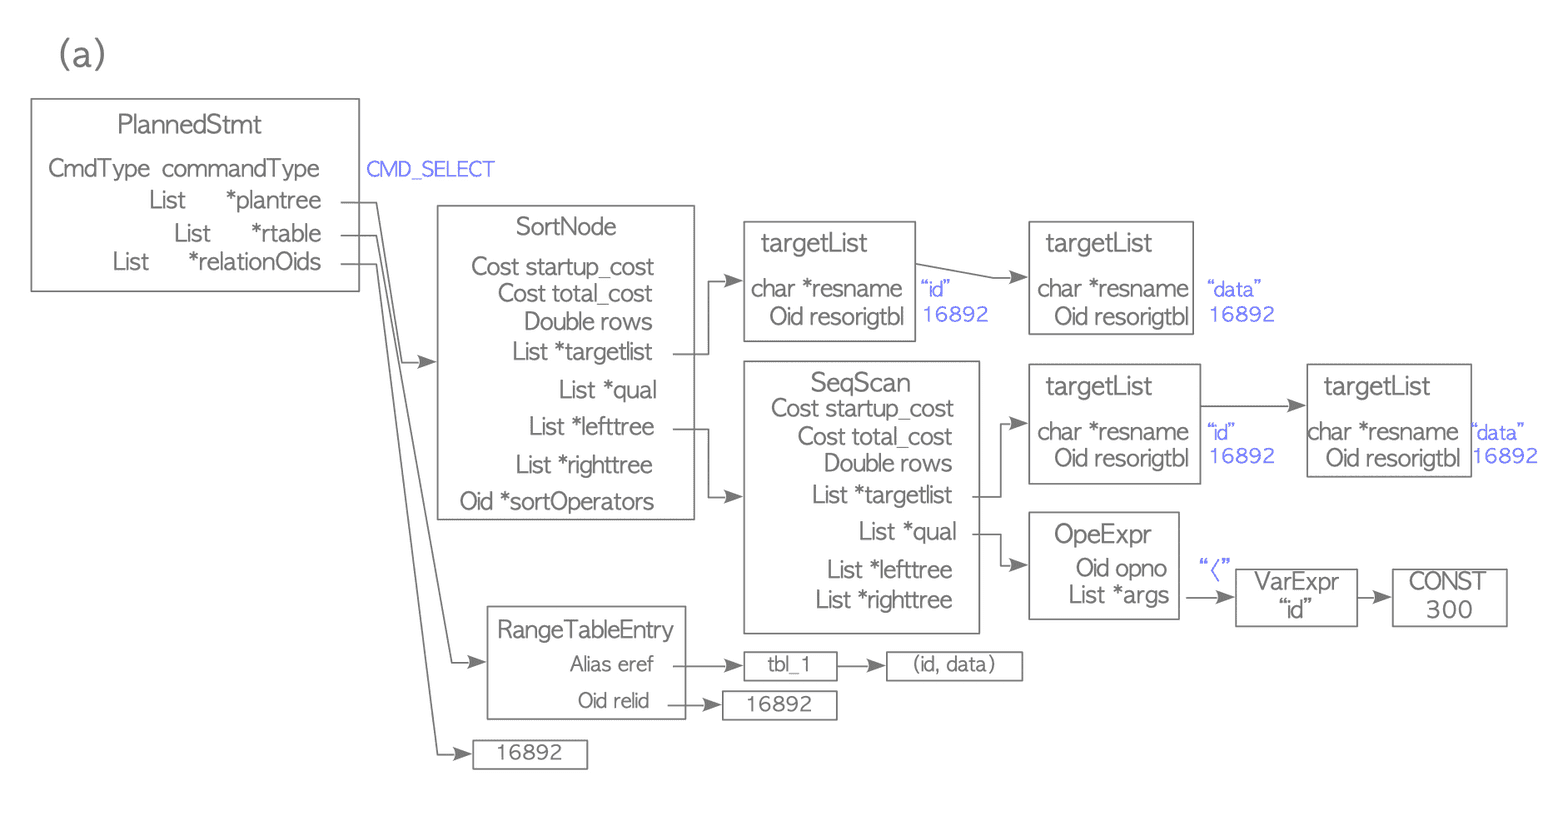 (a)
PlannedStmt
CmdType commandType CMD_SELECT
List *plantree
List *rtable
List *relationOids
SortNode
Cost startup_cost
Cost total_cost
Double rows
List *targetlist
List *qual
List *lefttree
List *righttree
Oid *sortOperators
targetList
char *resname “id”
Oid resorigtbl 16892
targetList
char *resname “data”
Oid resorigtbl 16892
SeqScan
Cost startup_cost
Cost total_cost
Double rows
List *targetlist
List *qual
List *lefttree
List *righttree
targetList
char *resname “id”
Oid resorigtbl 16892
targetList
char *resname “data”
Oid resorigtbl 16892
OpeExpr
Oid opno “〈”
List *args
VarExpr
“id”
CONST
300
RangeTableEntry
Alias eref
tbl_1
(id, data)
Oid relid
16892
16892